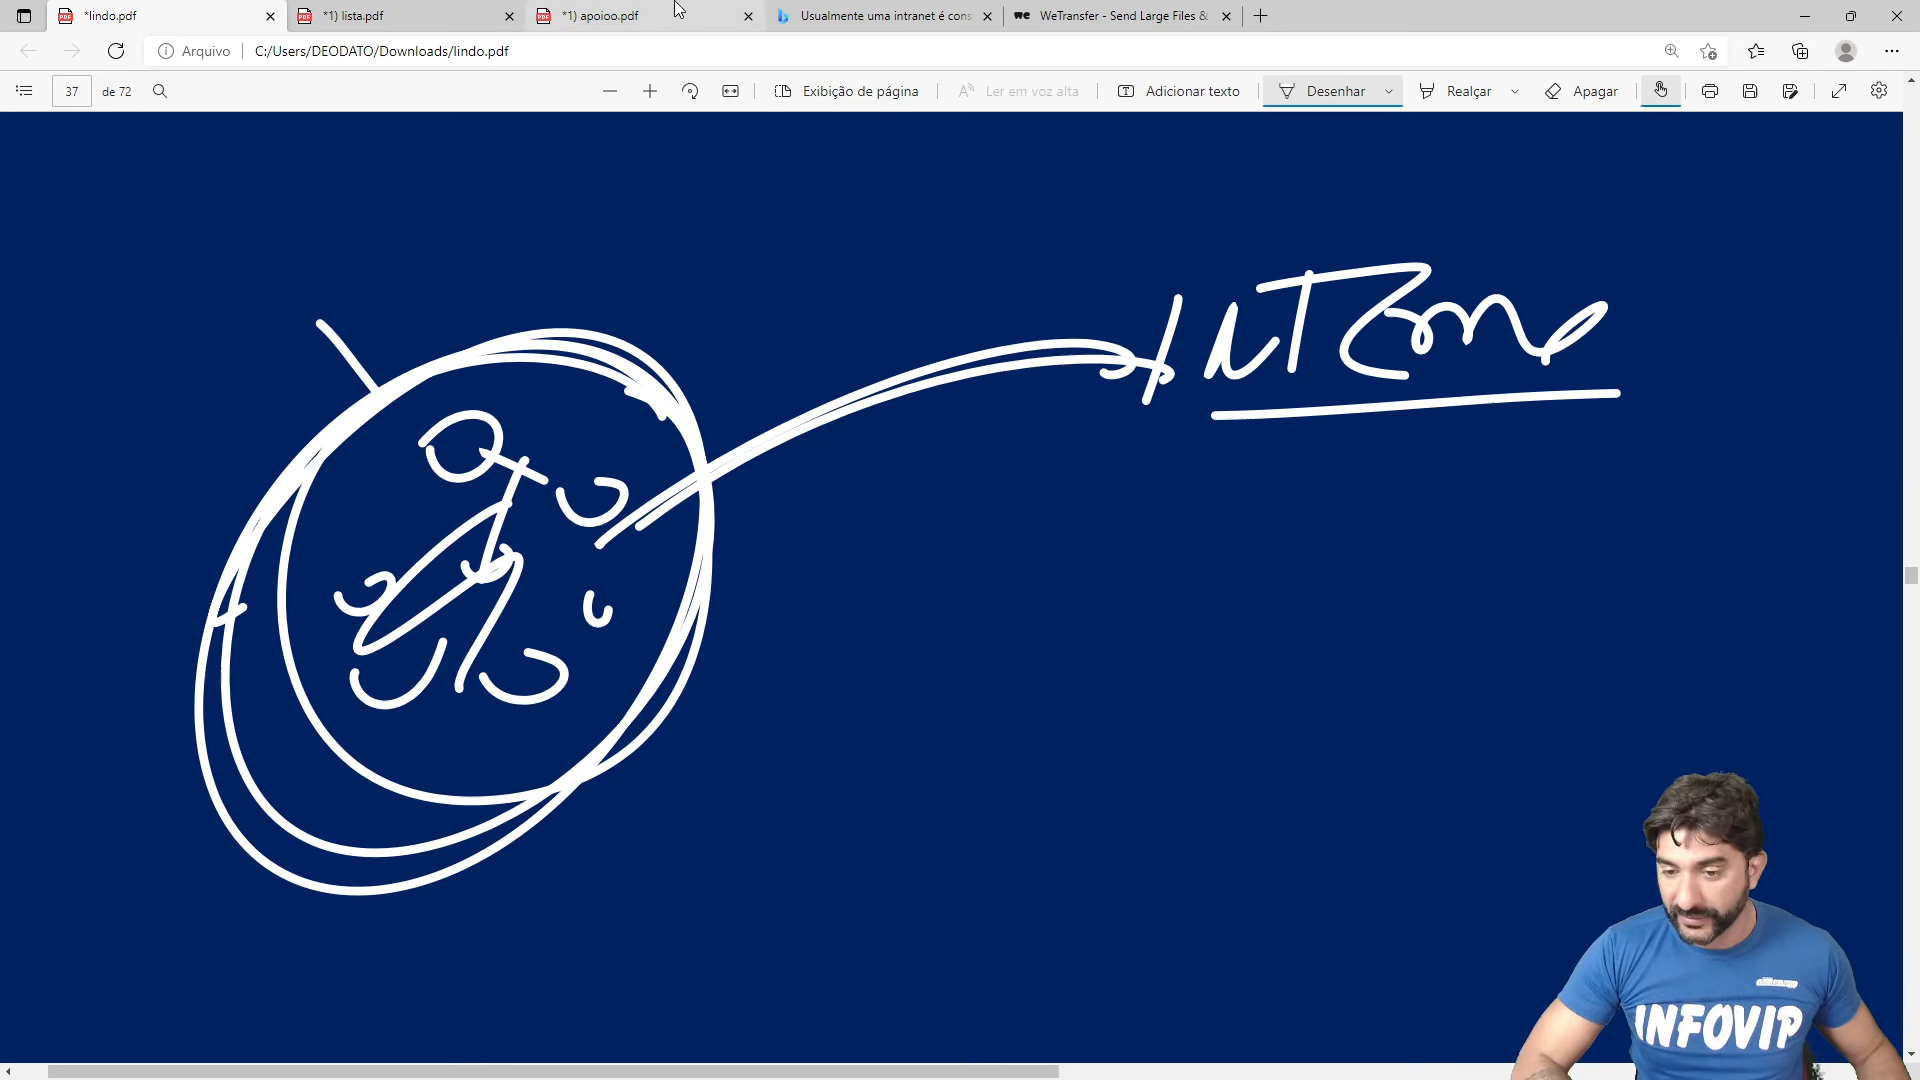 *lindo.pdf
*1) lista.pdf
*1) apoioo.pdf
Usualmente uma intranet é cons
WeTransfer - Send Large Files &
Arquivo
C:/Users/DEODATO/Downloads/lindo.pdf
37
de 72
Exibição de página
Ler em voz alta
Adicionar texto
Desenhar
Realçar
Apagar
INFOVIP